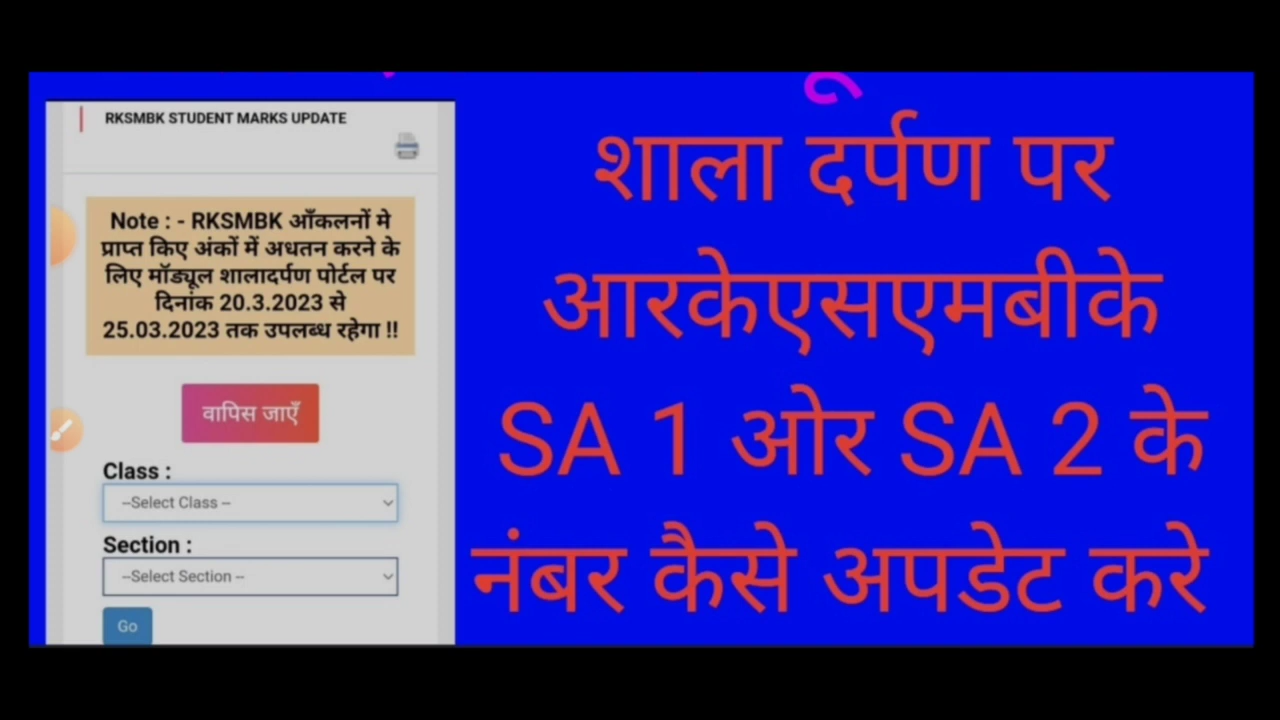 RKSMBK STUDENT MARKS UPDATE
Note : - RKSMBK आँकलनों मे
प्राप्त किए अंकों में अधतन करने के
लिए मॉड्यूल शालादर्पण पोर्टल पर
दिनांक 20.3.2023 से
25.03.2023 तक उपलब्ध रहेगा !!
वापिस जाएँ
Class :
--Select Class --
Section :
--Select Section --
Go
शाला दर्पण पर
आरकेएसएमबीके
SA 1 ओर SA 2 के
नंबर कैसे अपडेट करे